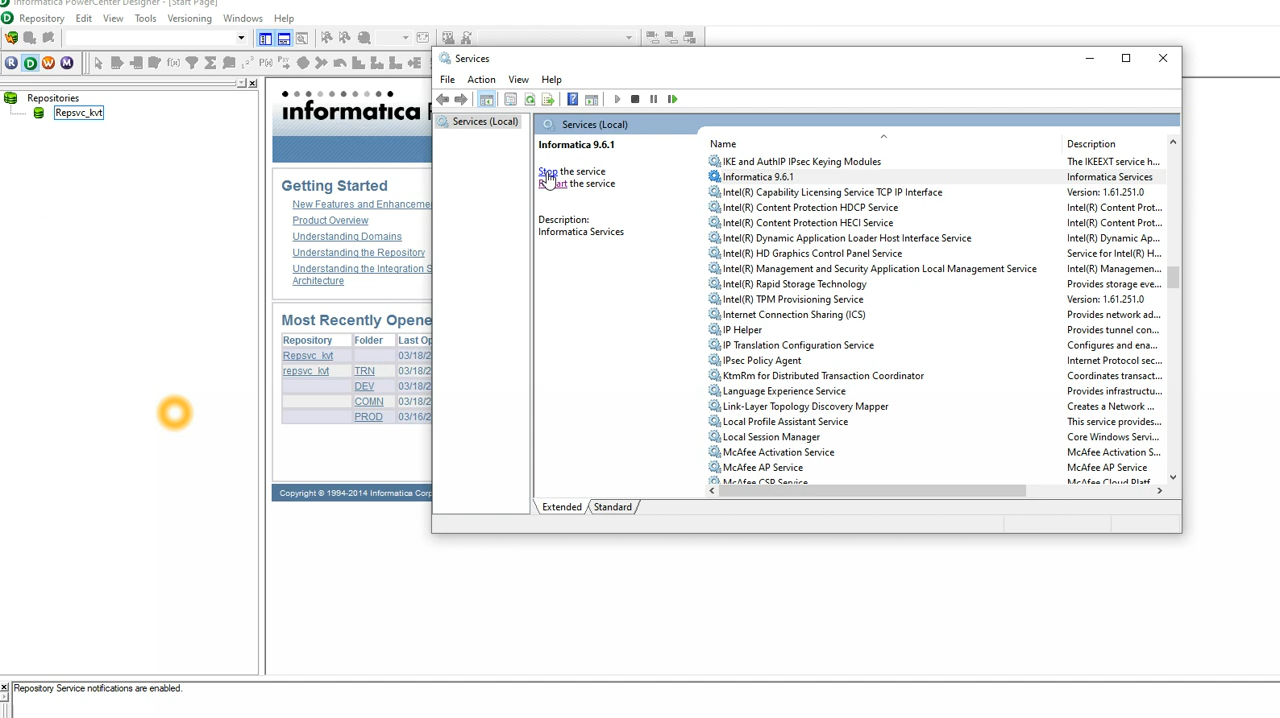 Informatica PowerCenter Designer - [Start Page]
Repository Edit View Tools Versioning Windows Help
Repositories
Repsvc_kvt
informatica
Getting Started
New Features and Enhancemen
Product Overview
Understanding Domains
Understanding the Repository
Understanding the Integration S
Architecture
Most Recently Opene
Repository Folder Last Op
Repsvc_kvt 03/18/2
repsvc_kvt TRN 03/18/2
DEV 03/18/2
COMN 03/18/2
PROD 03/16/2
Copyright © 1994-2014 Informatica Corp
Repository Service notifications are enabled.
Services
File Action View Help
Services (Local)
Services (Local)
Informatica 9.6.1
Stop the service
Restart the service
Description:
Informatica Services
Name Description
IKE and AuthIP IPsec Keying Modules The IKEEXT service h...
Informatica 9.6.1 Informatica Services
Intel(R) Capability Licensing Service TCP IP Interface Version: 1.61.251.0
Intel(R) Content Protection HDCP Service Intel(R) Content Prot...
Intel(R) Content Protection HECI Service Intel(R) Content Prot...
Intel(R) Dynamic Application Loader Host Interface Service Intel(R) Dynamic Ap...
Intel(R) HD Graphics Control Panel Service Service for Intel(R) H...
Intel(R) Management and Security Application Local Management Service Intel(R) Managemen...
Intel(R) Rapid Storage Technology Provides storage eve...
Intel(R) TPM Provisioning Service Version: 1.61.251.0
Internet Connection Sharing (ICS) Provides network ad...
IP Helper Provides tunnel con...
IP Translation Configuration Service Configures and ena...
IPsec Policy Agent Internet Protocol sec...
KtmRm for Distributed Transaction Coordinator Coordinates transact...
Language Experience Service Provides infrastructu...
Link-Layer Topology Discovery Mapper Creates a Network ...
Local Profile Assistant Service This service provides...
Local Session Manager Core Windows Servi...
McAfee Activation Service McAfee Activation S...
McAfee AP Service McAfee AP Service
McAfee CSP Service McAfee Cloud Platf
Extended Standard